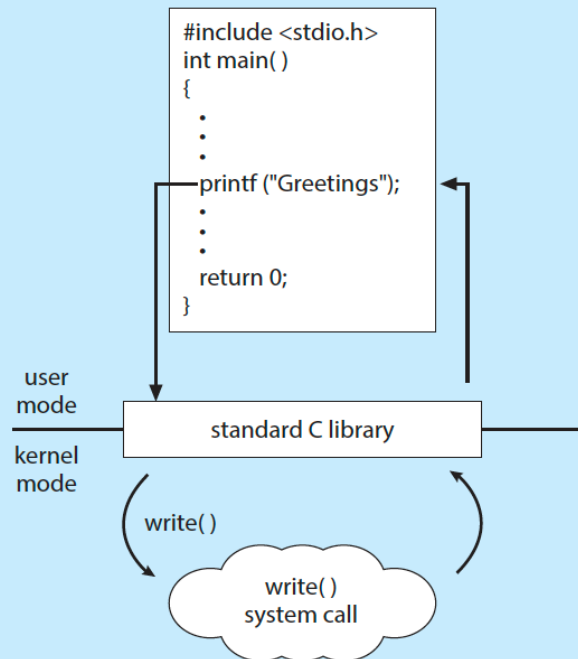 #include <stdio.h>
int main( )
{
•
•
•
printf ("Greetings");
•
•
•
return 0;
}
user
mode
standard C library
kernel
mode
write( )
write( )
system call